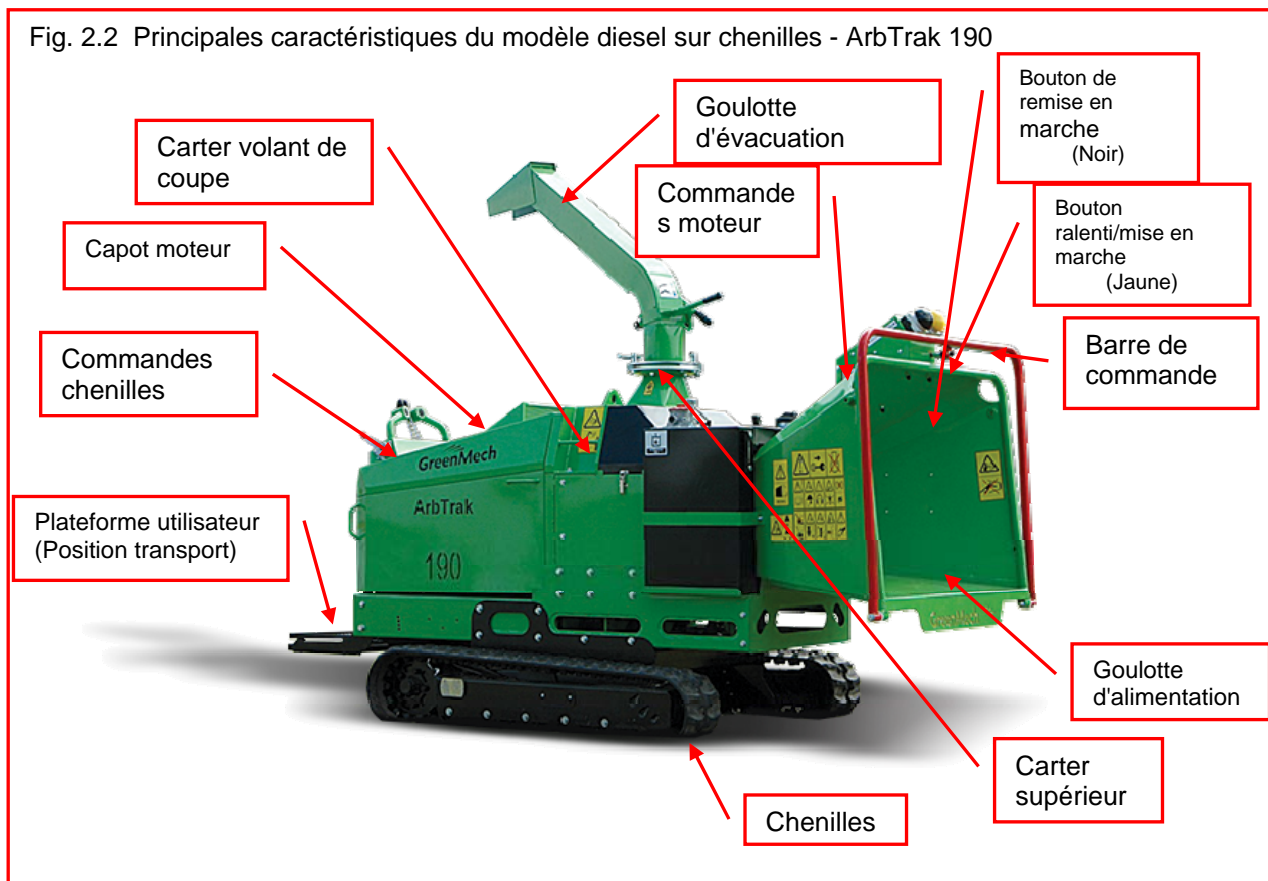 Fig. 2.2 Principales caractéristiques du modèle diesel sur chenilles - ArbTrak 190
Bouton de
remise en
marche
(Noir)
Goulotte
d'évacuation
Carter volant de
coupe
Commande
s moteur
Bouton
ralenti/mise en
marche
(Jaune)
Capot moteur
Barre de
commande
Commandes
chenilles
GreenMech
ArbTrak
190
Plateforme utilisateur
(Position transport)
GreenMech
Goulotte
d'alimentation
Carter
supérieur
Chenilles